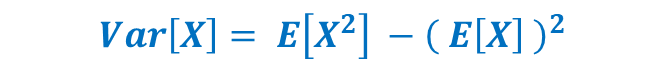 Var[X] = E[X²] − ( E[X] )²